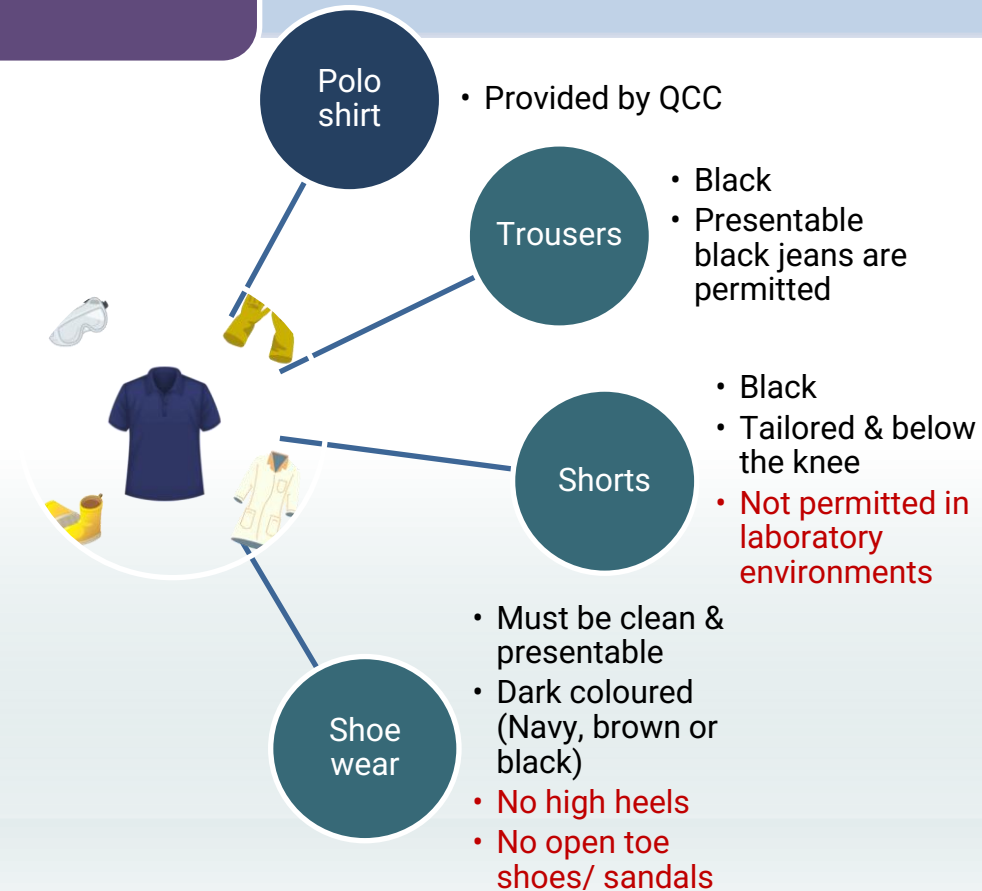 Polo
shirt
• Provided by QCC
Trousers
• Black
• Presentable
black jeans are
permitted
Shorts
• Black
• Tailored & below
the knee
• Not permitted in
laboratory
environments
Shoe
wear
• Must be clean &
presentable
• Dark coloured
(Navy, brown or
black)
• No high heels
• No open toe
shoes/ sandals